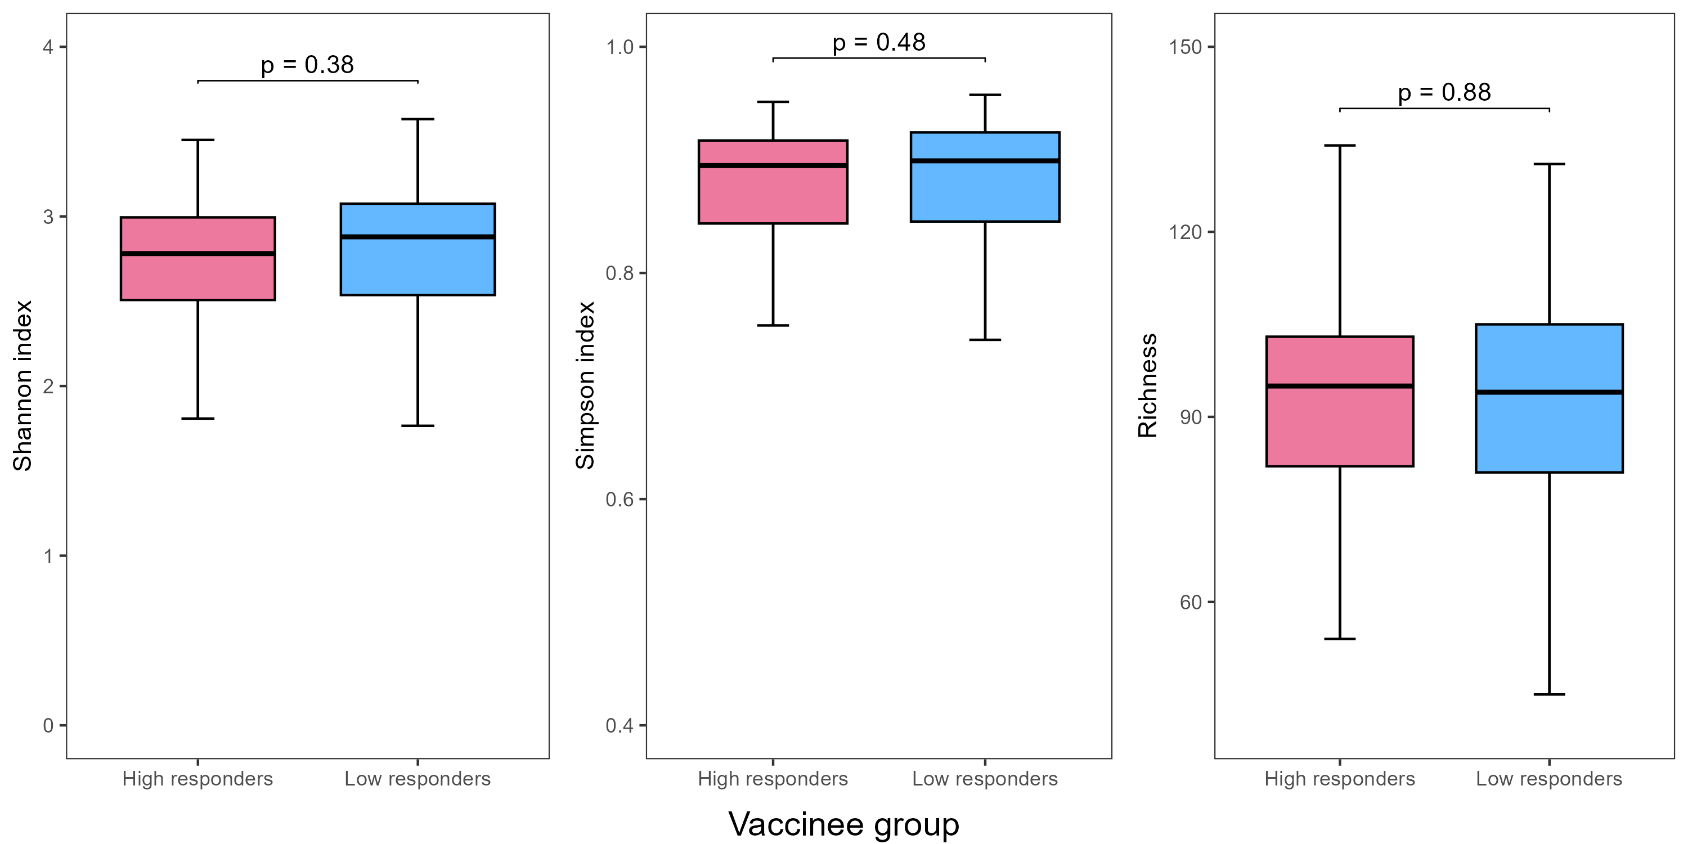 Shannon index
4
3
2
1
0
p = 0.38
High responders
Low responders
Simpson index
1.0
0.8
0.6
0.4
p = 0.48
High responders
Low responders
Richness
150
120
90
60
p = 0.88
High responders
Low responders
Vaccinee group